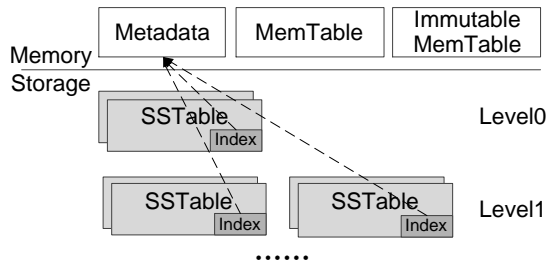 Metadata
MemTable
Immutable
MemTable
Memory
Storage
SSTable
Index
Level0
SSTable
Index
SSTable
Index
Level1
......